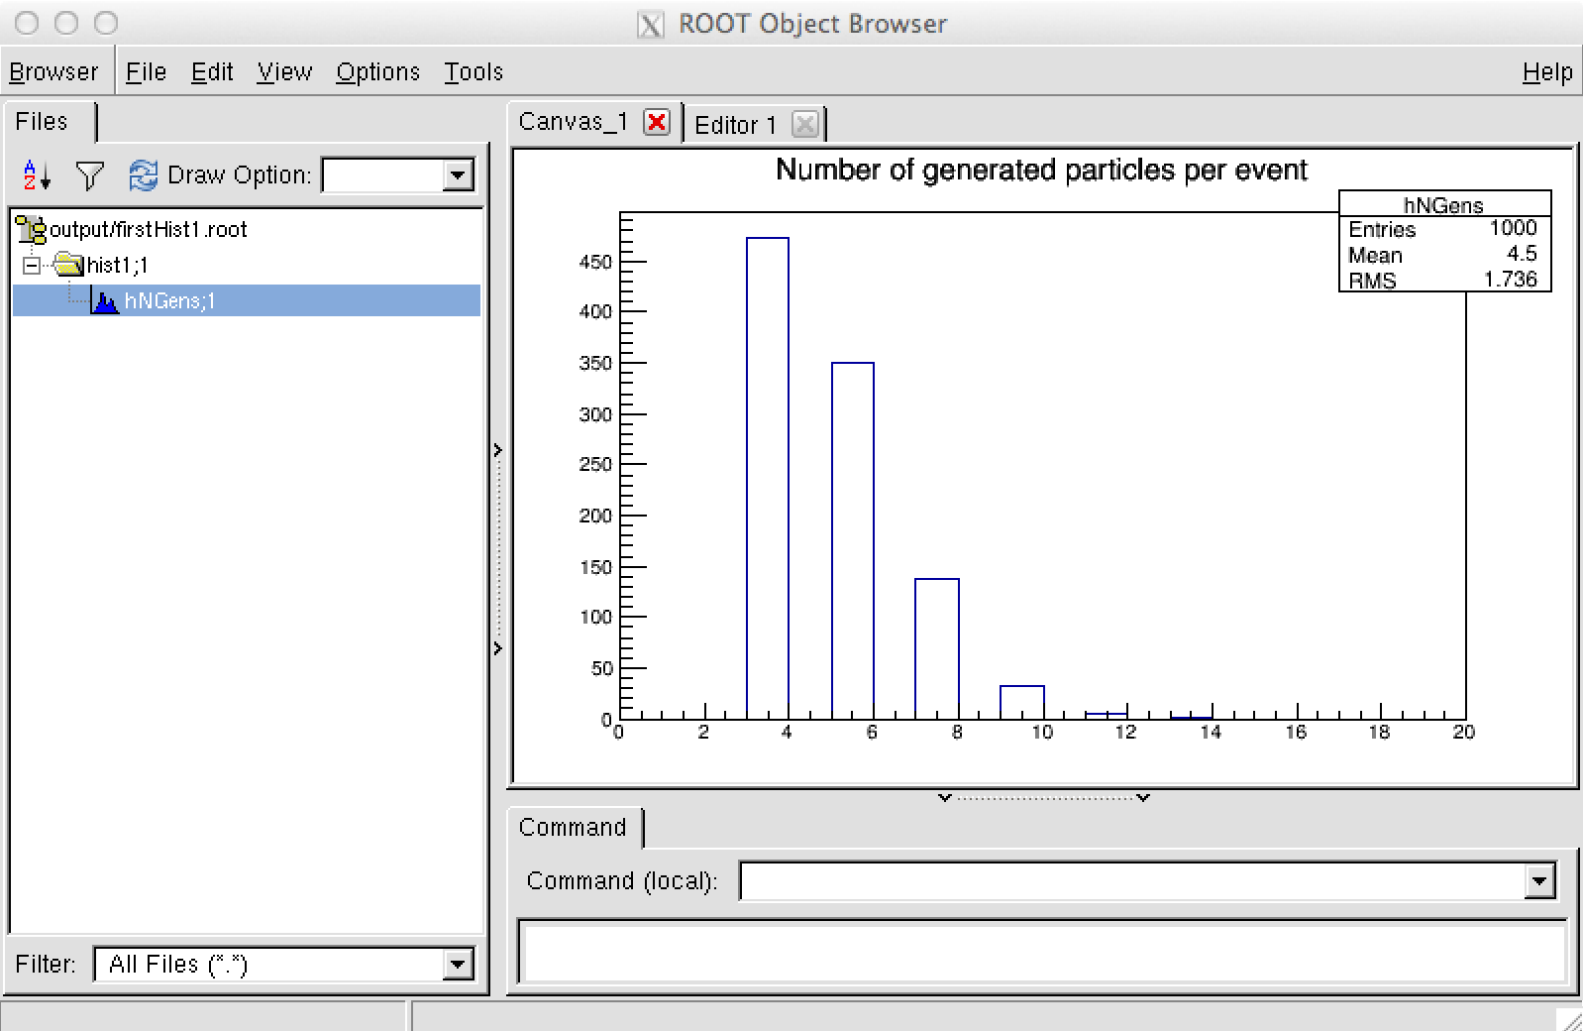 ROOT Object Browser
Browser File Edit View Options Tools Help
Files
Canvas_1 Editor 1
Draw Option:
output/firstHist1.root
hist1;1
hNGens;1
Number of generated particles per event
hNGens
Entries 1000
Mean 4.5
RMS 1.736
450
400
350
300
250
200
150
100
50
0
0 2 4 6 8 10 12 14 16 18 20
Command
Command (local):
Filter: All Files (*.*)